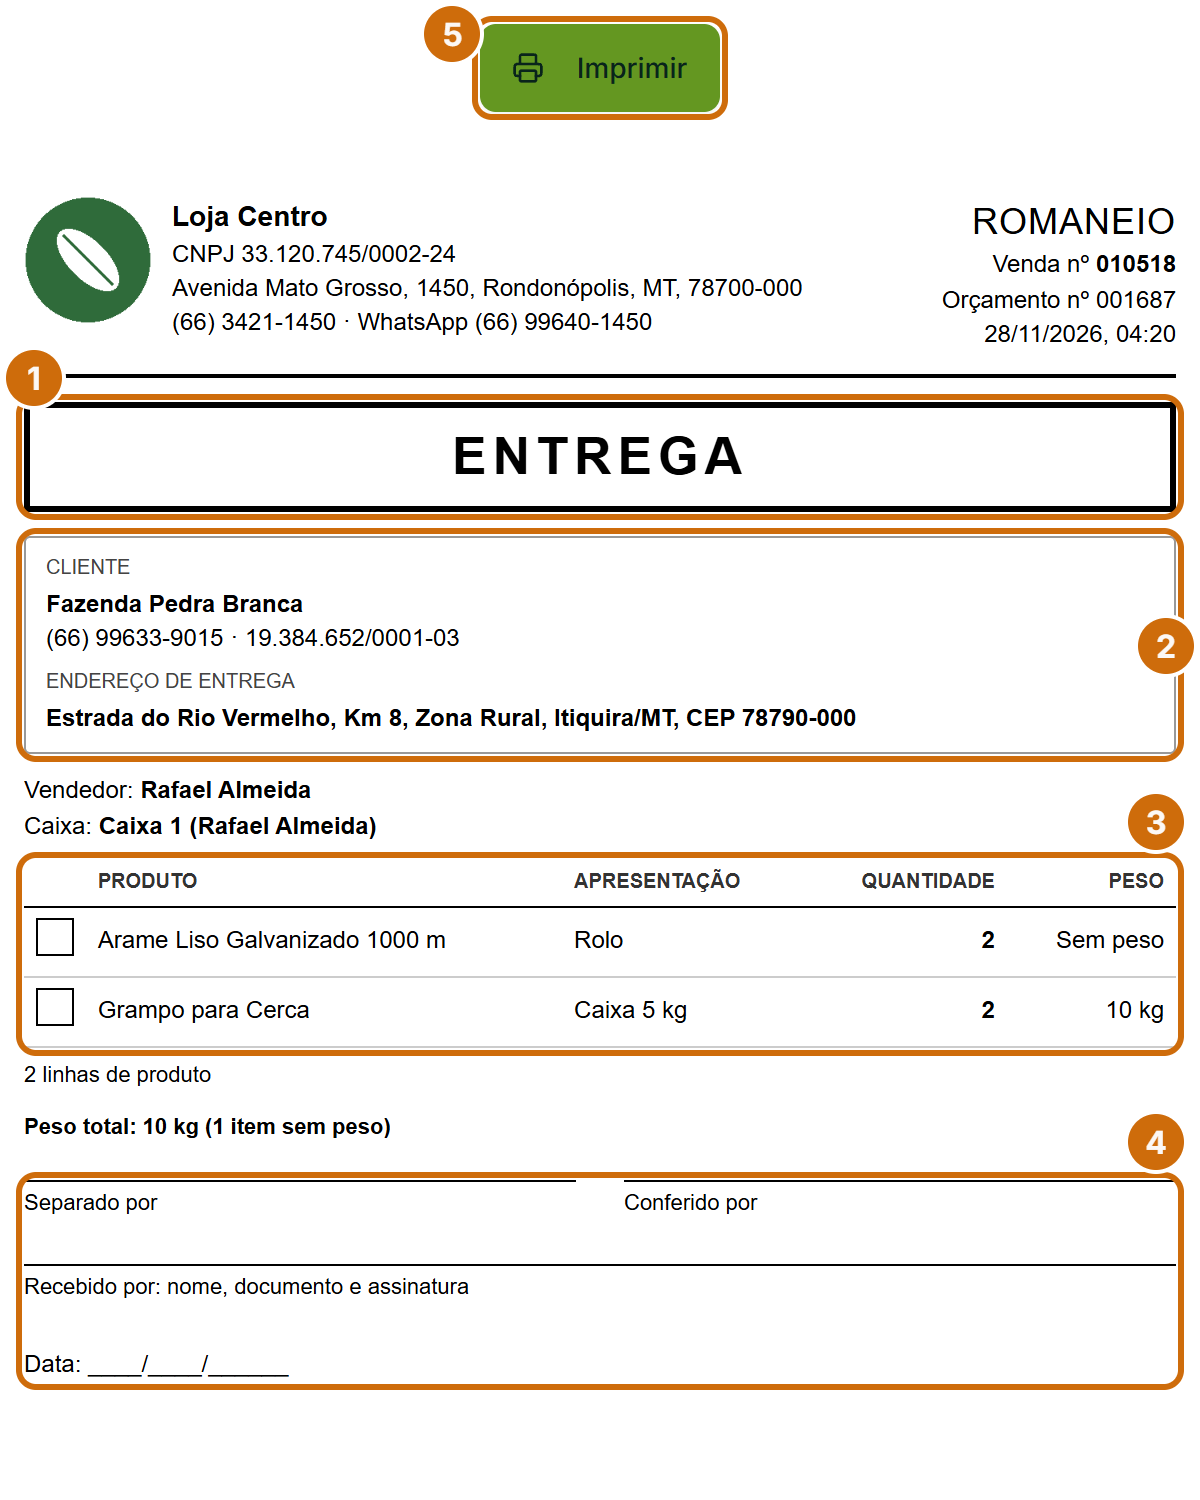 5
Imprimir
Loja Centro
CNPJ 33.120.745/0002-24
Avenida Mato Grosso, 1450, Rondonópolis, MT, 78700-000
(66) 3421-1450 · WhatsApp (66) 99640-1450
ROMANEIO
Venda nº 010518
Orçamento nº 001687
28/11/2026, 04:20
1
ENTREGA
CLIENTE
Fazenda Pedra Branca
(66) 99633-9015 · 19.384.652/0001-03
2
ENDEREÇO DE ENTREGA
Estrada do Rio Vermelho, Km 8, Zona Rural, Itiquira/MT, CEP 78790-000
Vendedor: Rafael Almeida
Caixa: Caixa 1 (Rafael Almeida)
3
PRODUTO APRESENTAÇÃO QUANTIDADE PESO
Arame Liso Galvanizado 1000 m Rolo 2 Sem peso
Grampo para Cerca Caixa 5 kg 2 10 kg
2 linhas de produto
Peso total: 10 kg (1 item sem peso)
4
Separado por Conferido por
Recebido por: nome, documento e assinatura
Data: ____/____/______